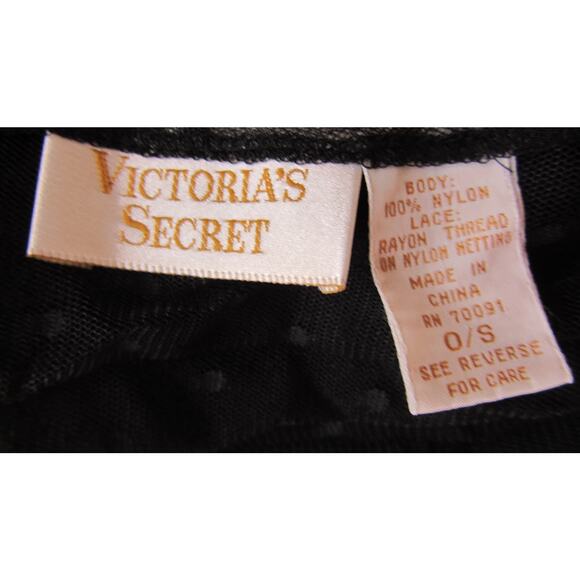 VICTORIA'S
SECRET
BODY:
100% NYLON
LACE:
RAYON THREAD
ON NYLON NETTING
MADE IN
CHINA
RN 70091
O/S
SEE REVERSE
FOR CARE